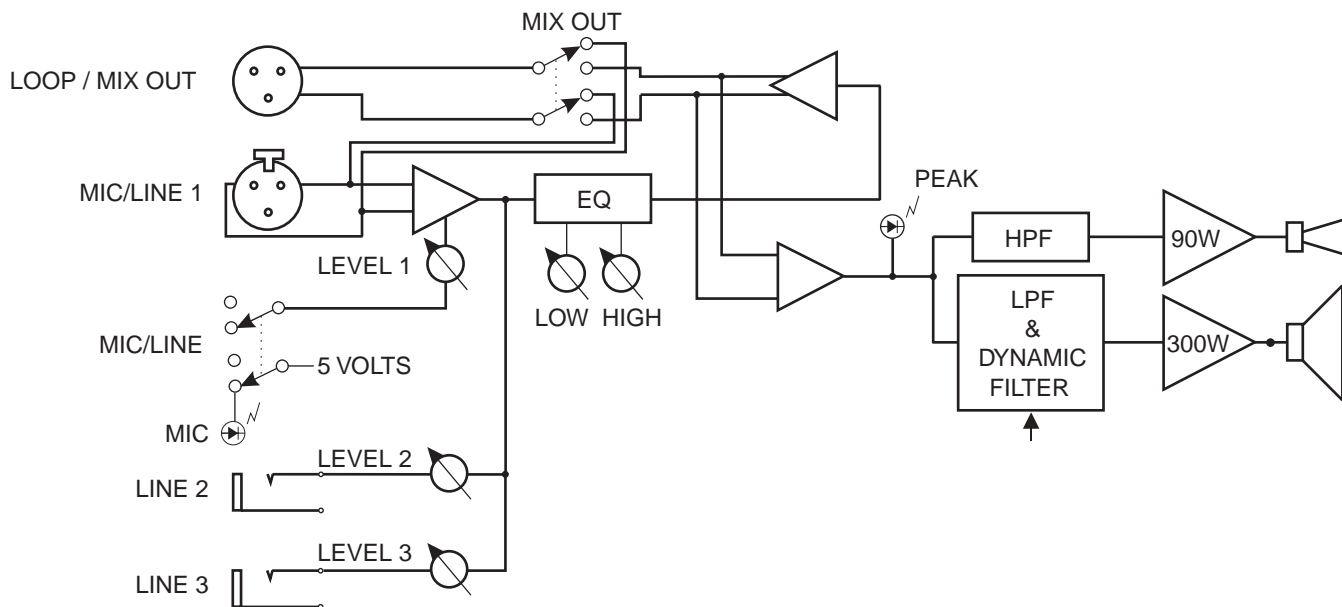 MIX OUT
LOOP / MIX OUT
MIC/LINE 1
EQ
PEAK
HPF
90W
LEVEL 1
LOW
HIGH
LPF
&
DYNAMIC
FILTER
300W
MIC/LINE
5 VOLTS
MIC
LEVEL 2
LINE 2
LEVEL 3
LINE 3